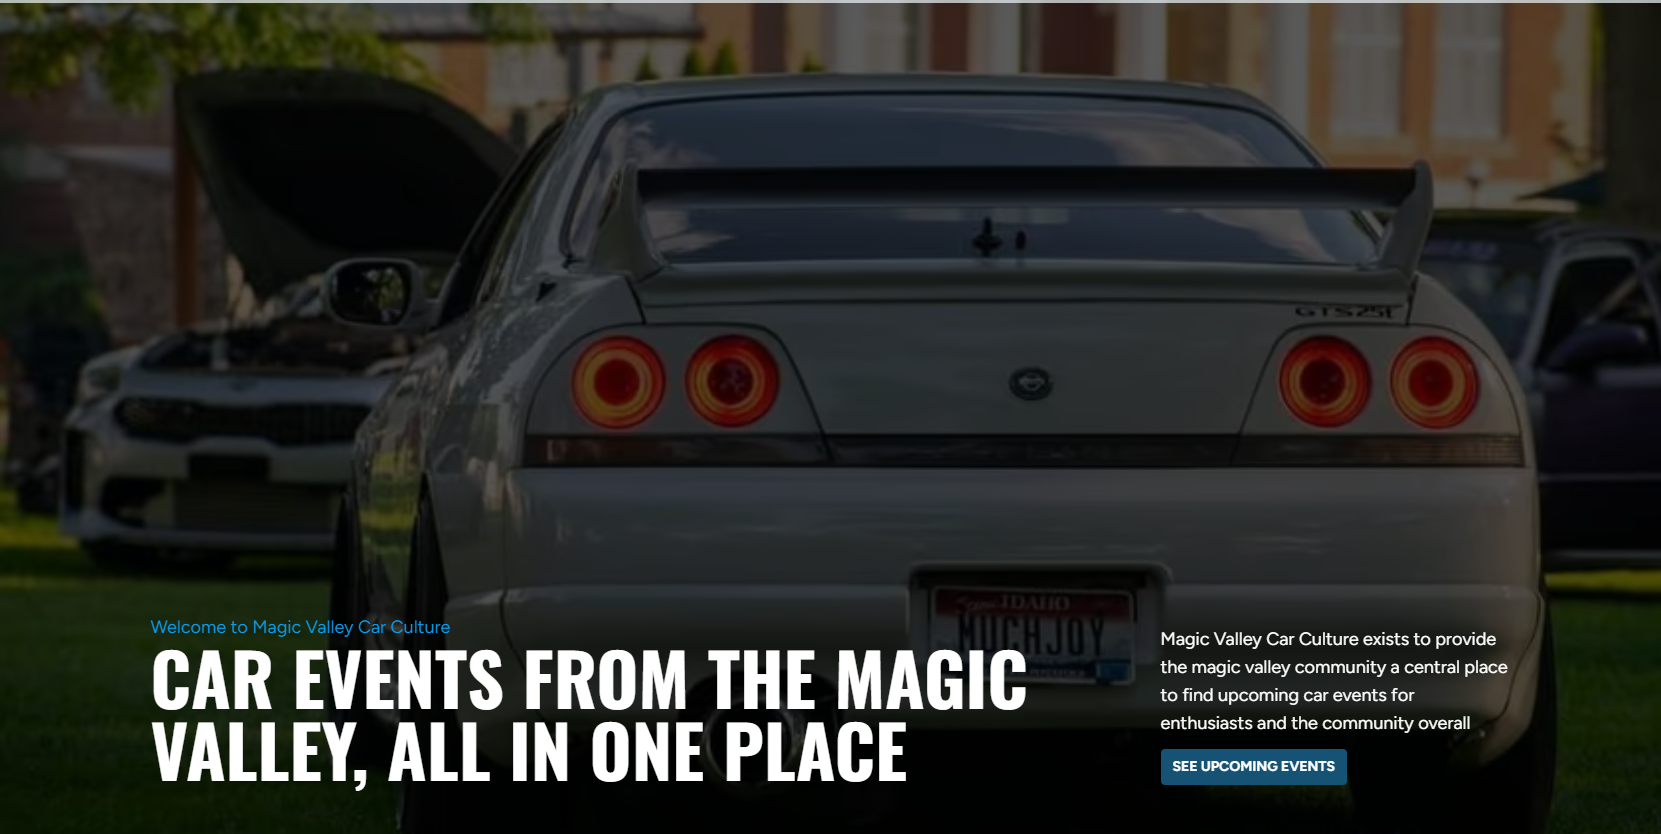 GTS25t
IDAHO
MUCHJOY
Welcome to Magic Valley Car Culture
CAR EVENTS FROM THE MAGIC
VALLEY, ALL IN ONE PLACE
Magic Valley Car Culture exists to provide
the magic valley community a central place
to find upcoming car events for
enthusiasts and the community overall
SEE UPCOMING EVENTS